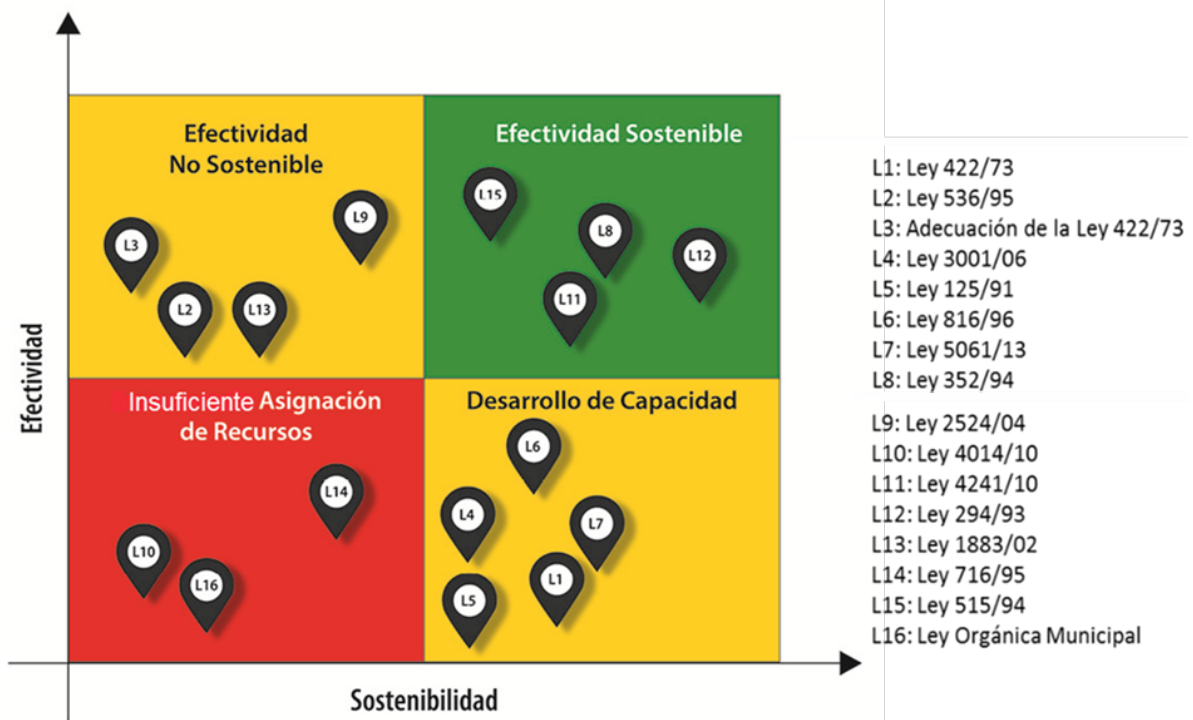 Efectividad
Efectividad
No Sostenible
L3
L2
L13
L9
Efectividad Sostenible
L15
L8
L12
L11
Insuficiente Asignación
de Recursos
L14
L10
L16
Desarrollo de Capacidad
L6
L4
L7
L1
L5
Sostenibilidad
L1: Ley 422/73
L2: Ley 536/95
L3: Adecuación de la Ley 422/73
L4: Ley 3001/06
L5: Ley 125/91
L6: Ley 816/96
L7: Ley 5061/13
L8: Ley 352/94
L9: Ley 2524/04
L10: Ley 4014/10
L11: Ley 4241/10
L12: Ley 294/93
L13: Ley 1883/02
L14: Ley 716/95
L15: Ley 515/94
L16: Ley Orgánica Municipal